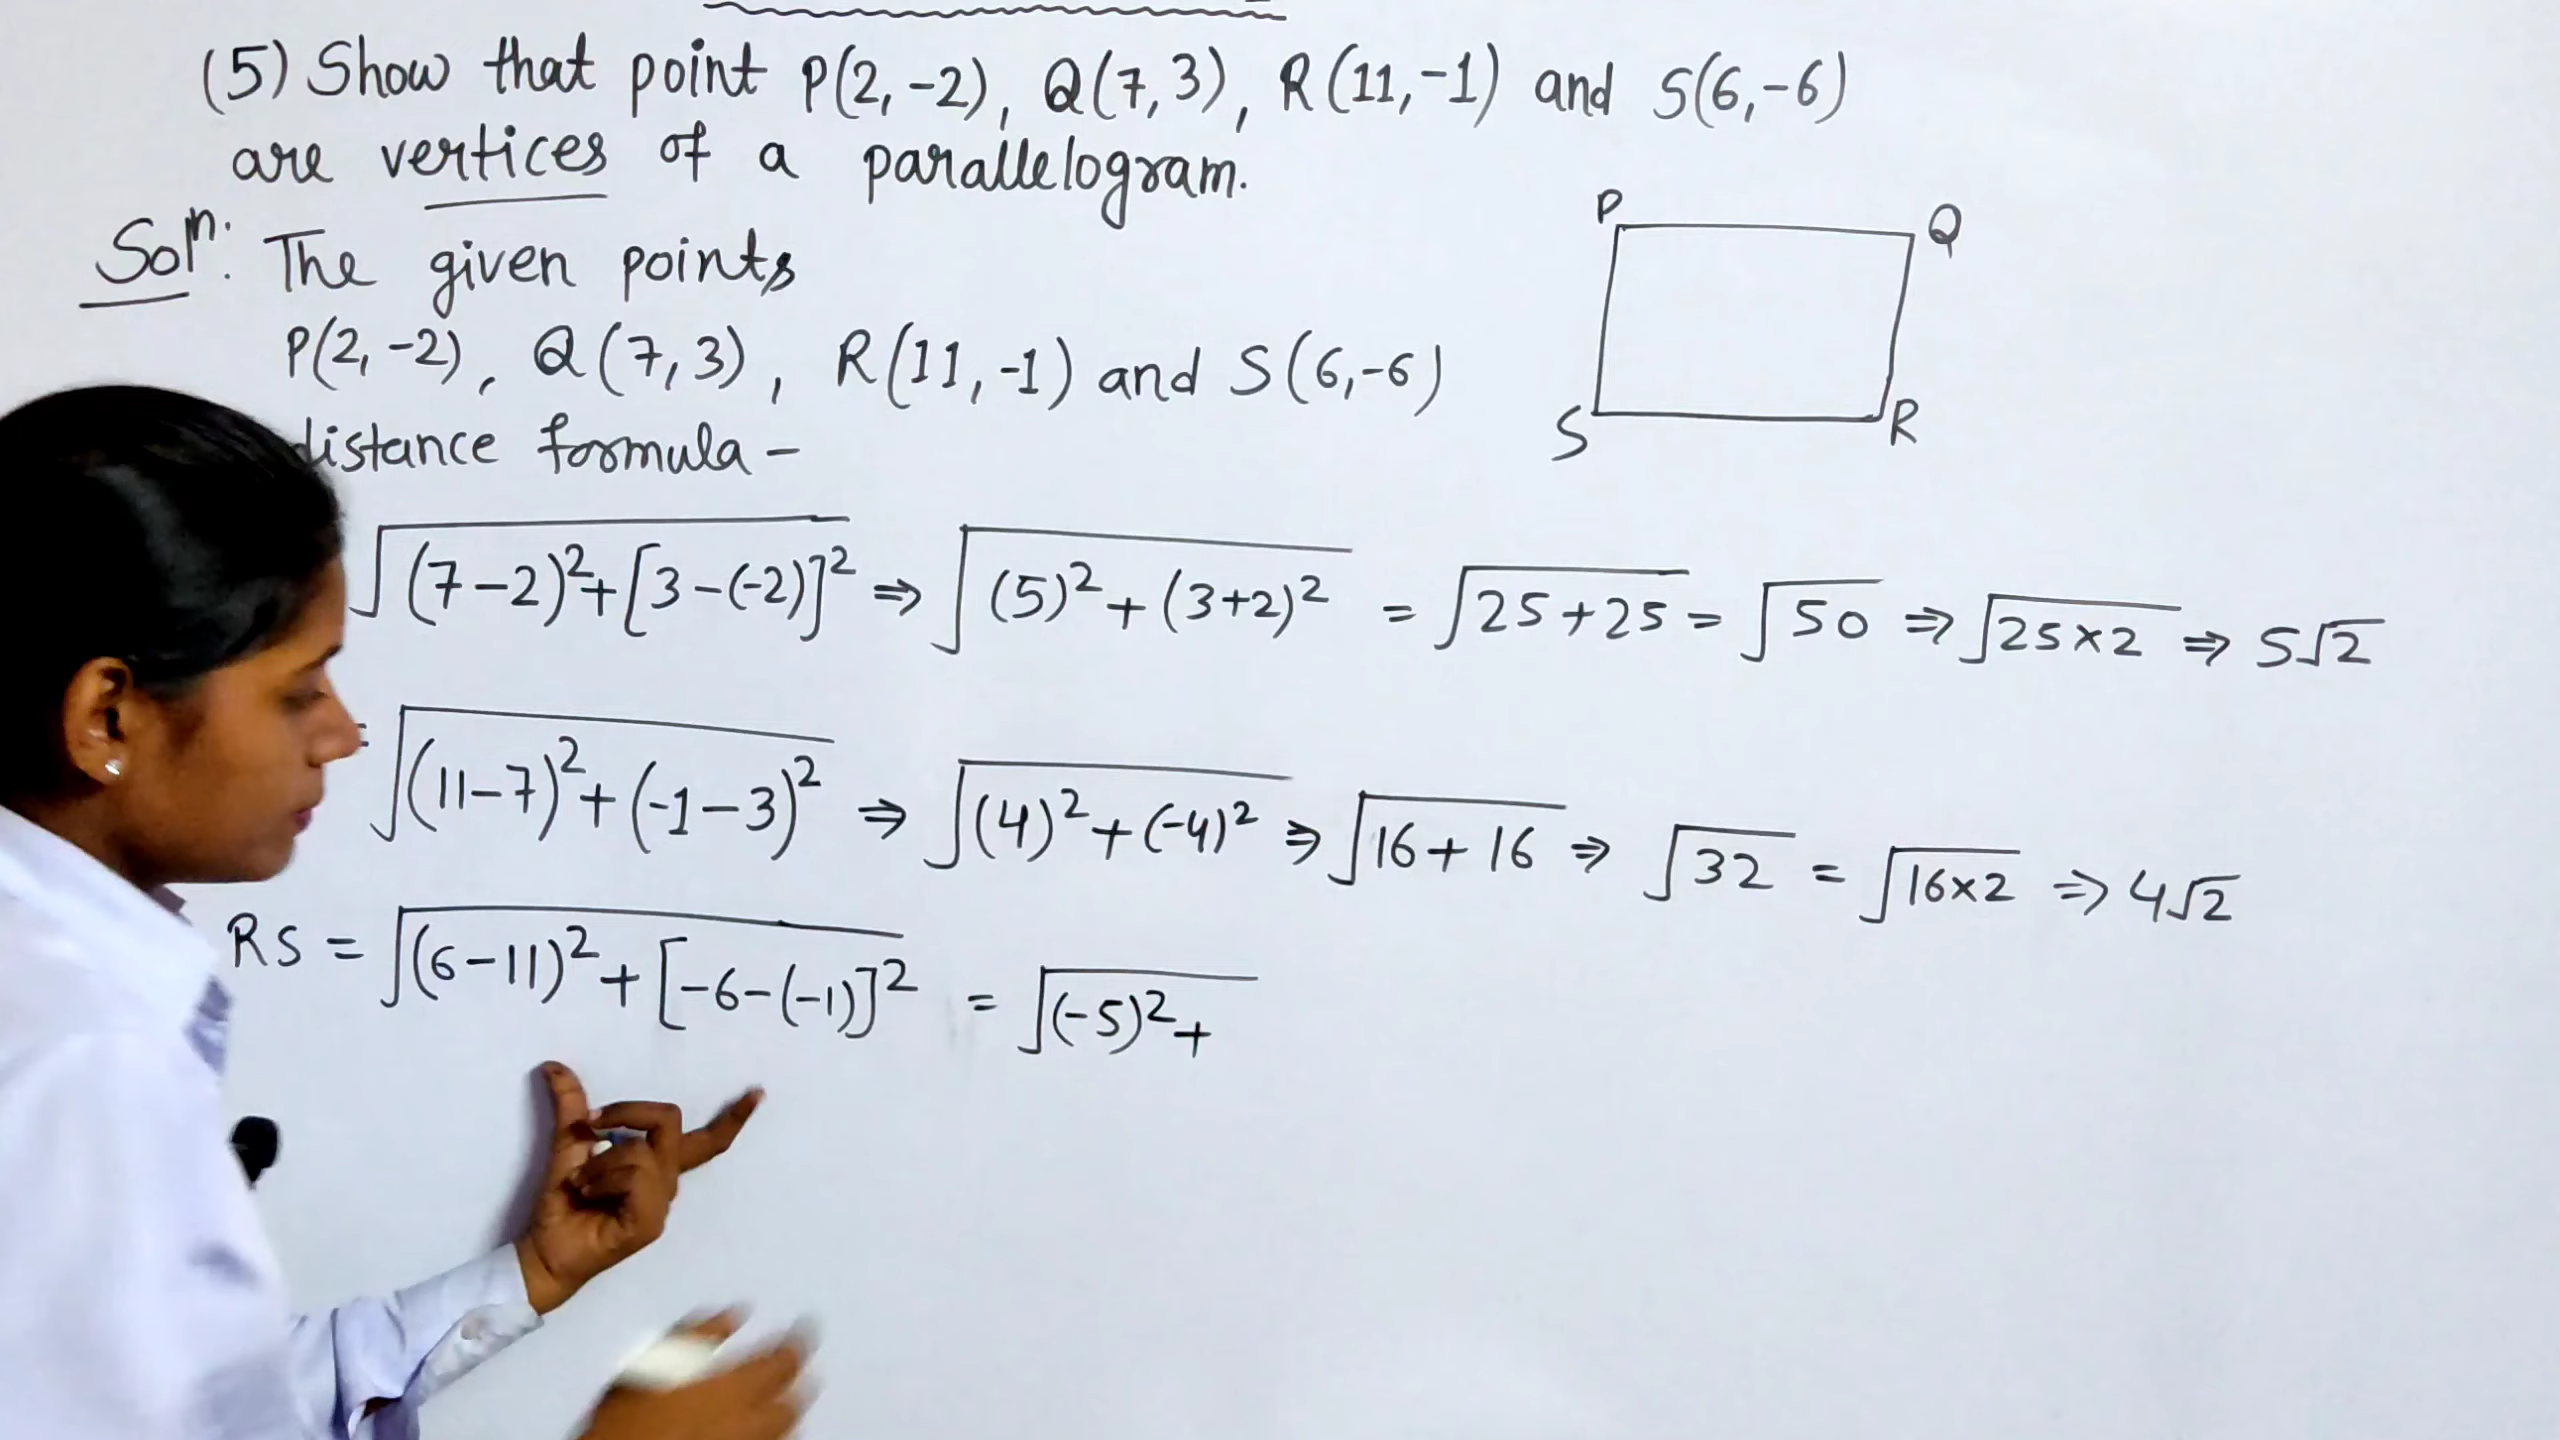 (5) Show that point P(2,-2), Q(7,3), R(11,-1) and S(6,-6)
are vertices of a parallelogram.
Solⁿ: The given points
P(2,-2), Q(7,3), R(11,-1) and S(6,-6)
distance formula -
P
Q
S
R
√(7-2)²+[3-(-2)]² ⇒ √(5)²+(3+2)² = √25+25 = √50 ⇒ √25×2 ⇒ 5√2
= √(11-7)²+(-1-3)² ⇒ √(4)²+(-4)² ⇒ √16+16 ⇒ √32 = √16×2 ⇒ 4√2
RS = √(6-11)²+[-6-(-1)]² = √(-5)²+